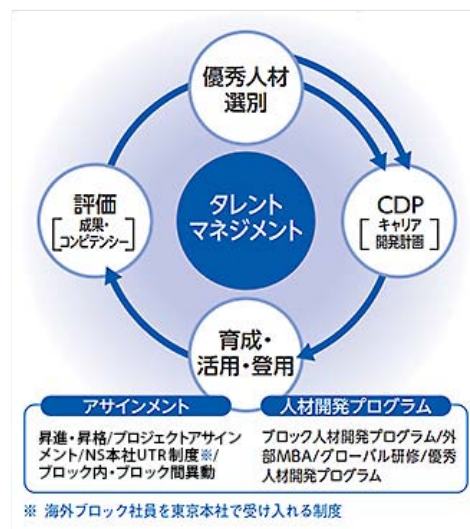 優秀人材
選別
評価
成果・
コンピテンシー
タレント
マネジメント
CDP
キャリア
開発計画
育成・
活用・登用
アサインメント
昇進・昇格/プロジェクトアサイン
メント/NS本社UTR制度※/
ブロック内・ブロック間異動
人材開発プログラム
ブロック人材開発プログラム/外
部MBA/グローバル研修/優秀
人材開発プログラム
※ 海外ブロック社員を東京本社で受け入れる制度